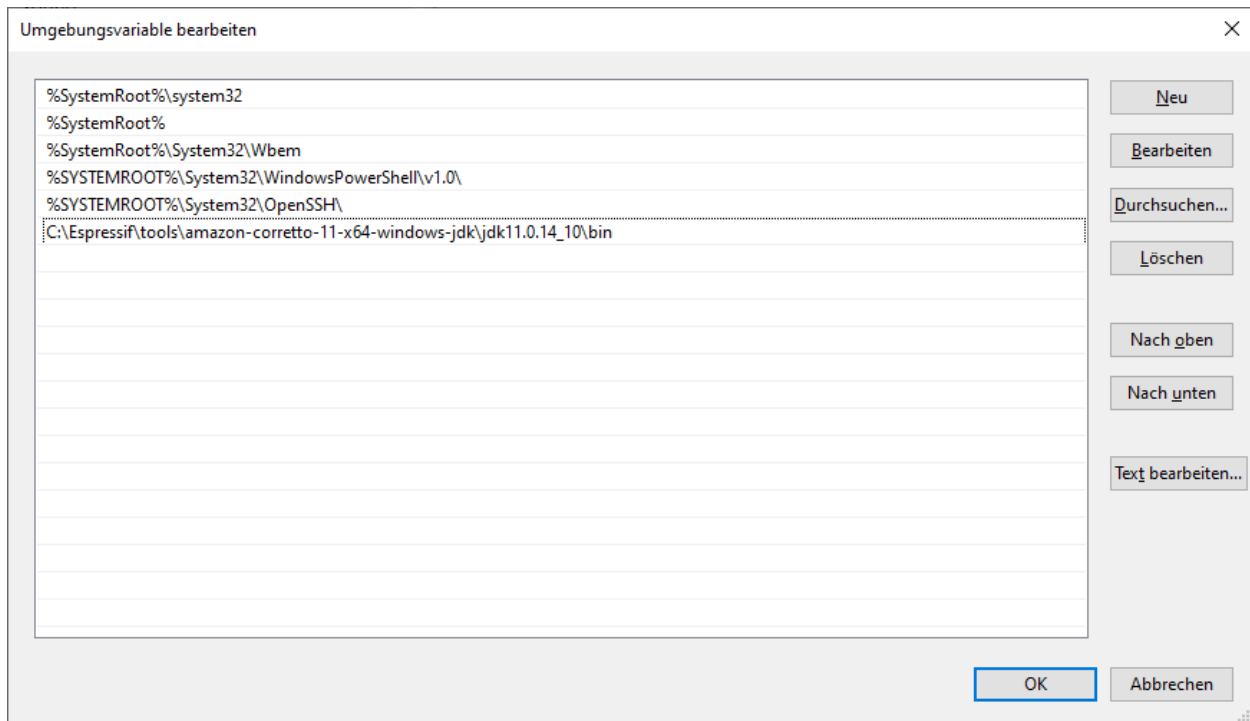 Umgebungsvariable bearbeiten
%SystemRoot%\system32
%SystemRoot%
%SystemRoot%\System32\Wbem
%SYSTEMROOT%\System32\WindowsPowerShell\v1.0\
%SYSTEMROOT%\System32\OpenSSH\
C:\Espressif\tools\amazon-corretto-11-x64-windows-jdk\jdk11.0.14_10\bin
Neu
Bearbeiten
Durchsuchen...
Löschen
Nach oben
Nach unten
Text bearbeiten...
OK
Abbrechen